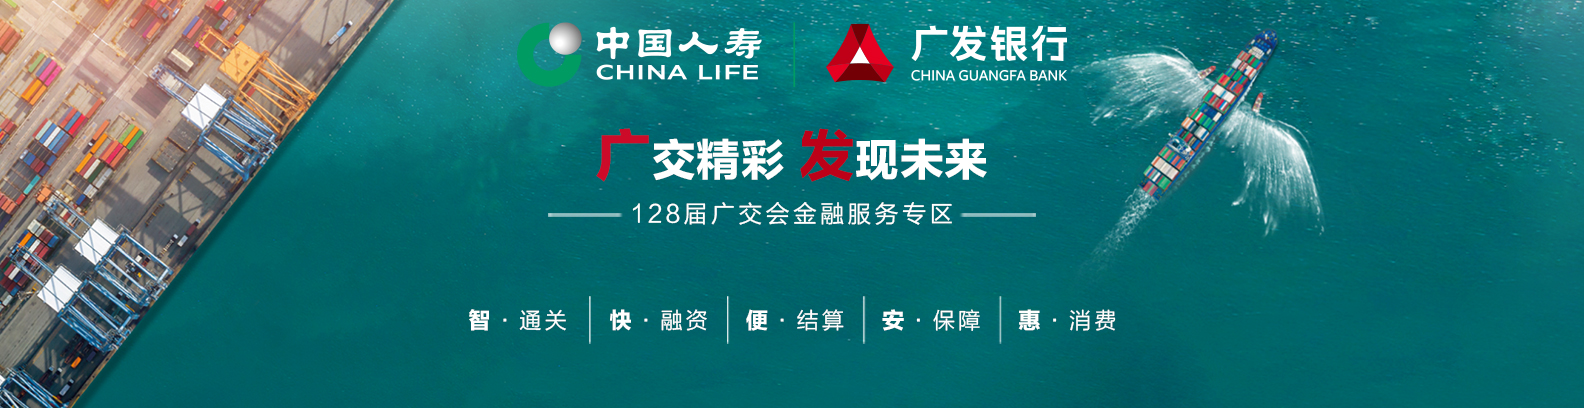 中国人寿 广发银行
CHINA LIFE CHINA GUANGFA BANK
广交精彩 发现未来
128届广交会金融服务专区
智·通关 快·融资 便·结算 安·保障 惠·消费